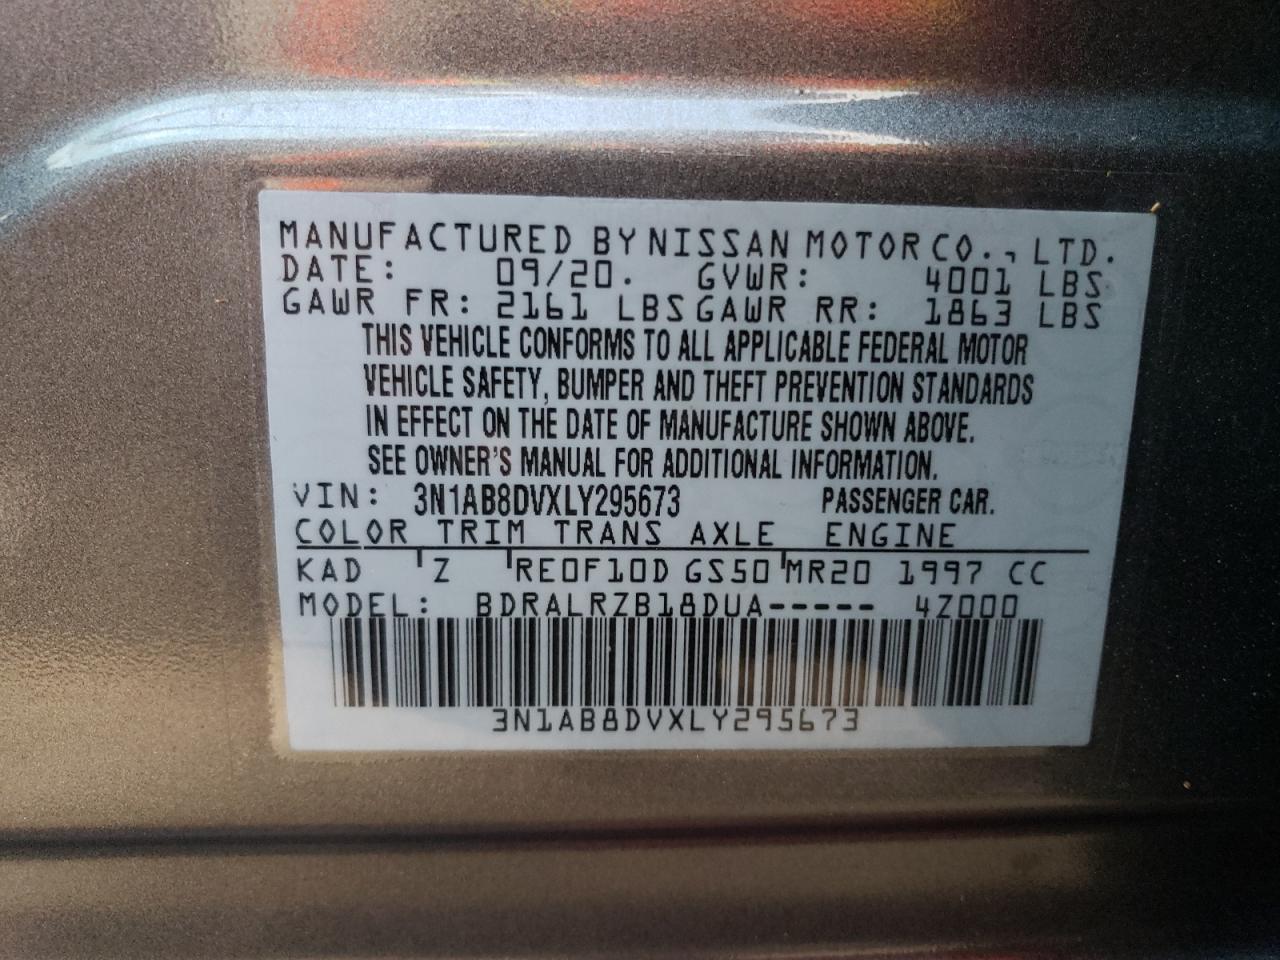 MANUFACTURED BY NISSAN MOTOR CO., LTD.
DATE: 09/20. GVWR: 4001 LBS
GAWR FR: 2161 LBS GAWR RR: 1863 LBS
THIS VEHICLE CONFORMS TO ALL APPLICABLE FEDERAL MOTOR
VEHICLE SAFETY, BUMPER AND THEFT PREVENTION STANDARDS
IN EFFECT ON THE DATE OF MANUFACTURE SHOWN ABOVE.
SEE OWNER'S MANUAL FOR ADDITIONAL INFORMATION.
VIN: 3N1AB8DVXLY295673 PASSENGER CAR.
COLOR TRIM TRANS AXLE ENGINE
KAD Z RE0F10D GS50 MR20 1997 CC
MODEL: BDRALRZB18DUA----- 4Z000
3N1AB8DVXLY295673